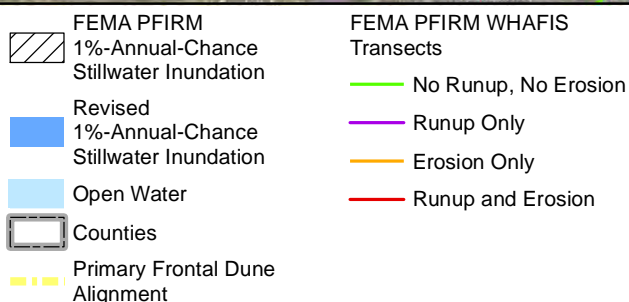 FEMA PFIRM
1%-Annual-Chance
Stillwater Inundation
Revised
1%-Annual-Chance
Stillwater Inundation
Open Water
Counties
Primary Frontal Dune
Alignment
FEMA PFIRM WHAFIS
Transects
No Runup, No Erosion
Runup Only
Erosion Only
Runup and Erosion